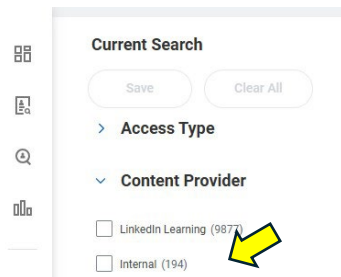 Current Search
Save Clear All
Access Type
Content Provider
LinkedIn Learning (9877)
Internal (194)